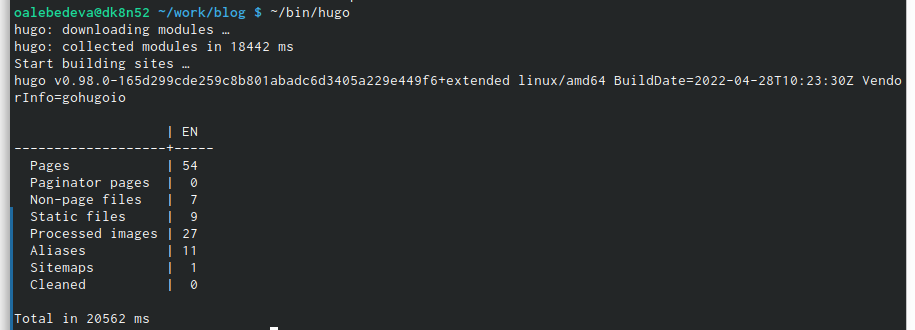 oalebedeva@dk8n52 ~/work/blog $ ~/bin/hugo
hugo: downloading modules …
hugo: collected modules in 18442 ms
Start building sites …
hugo v0.98.0-165d299cde259c8b801abadc6d3405a229e449f6+extended linux/amd64 BuildDate=2022-04-28T10:23:30Z Vendo
rInfo=gohugoio
                   | EN
-------------------+-----
  Pages            | 54
  Paginator pages  |  0
  Non-page files   |  7
  Static files     |  9
  Processed images | 27
  Aliases          | 11
  Sitemaps         |  1
  Cleaned          |  0
Total in 20562 ms